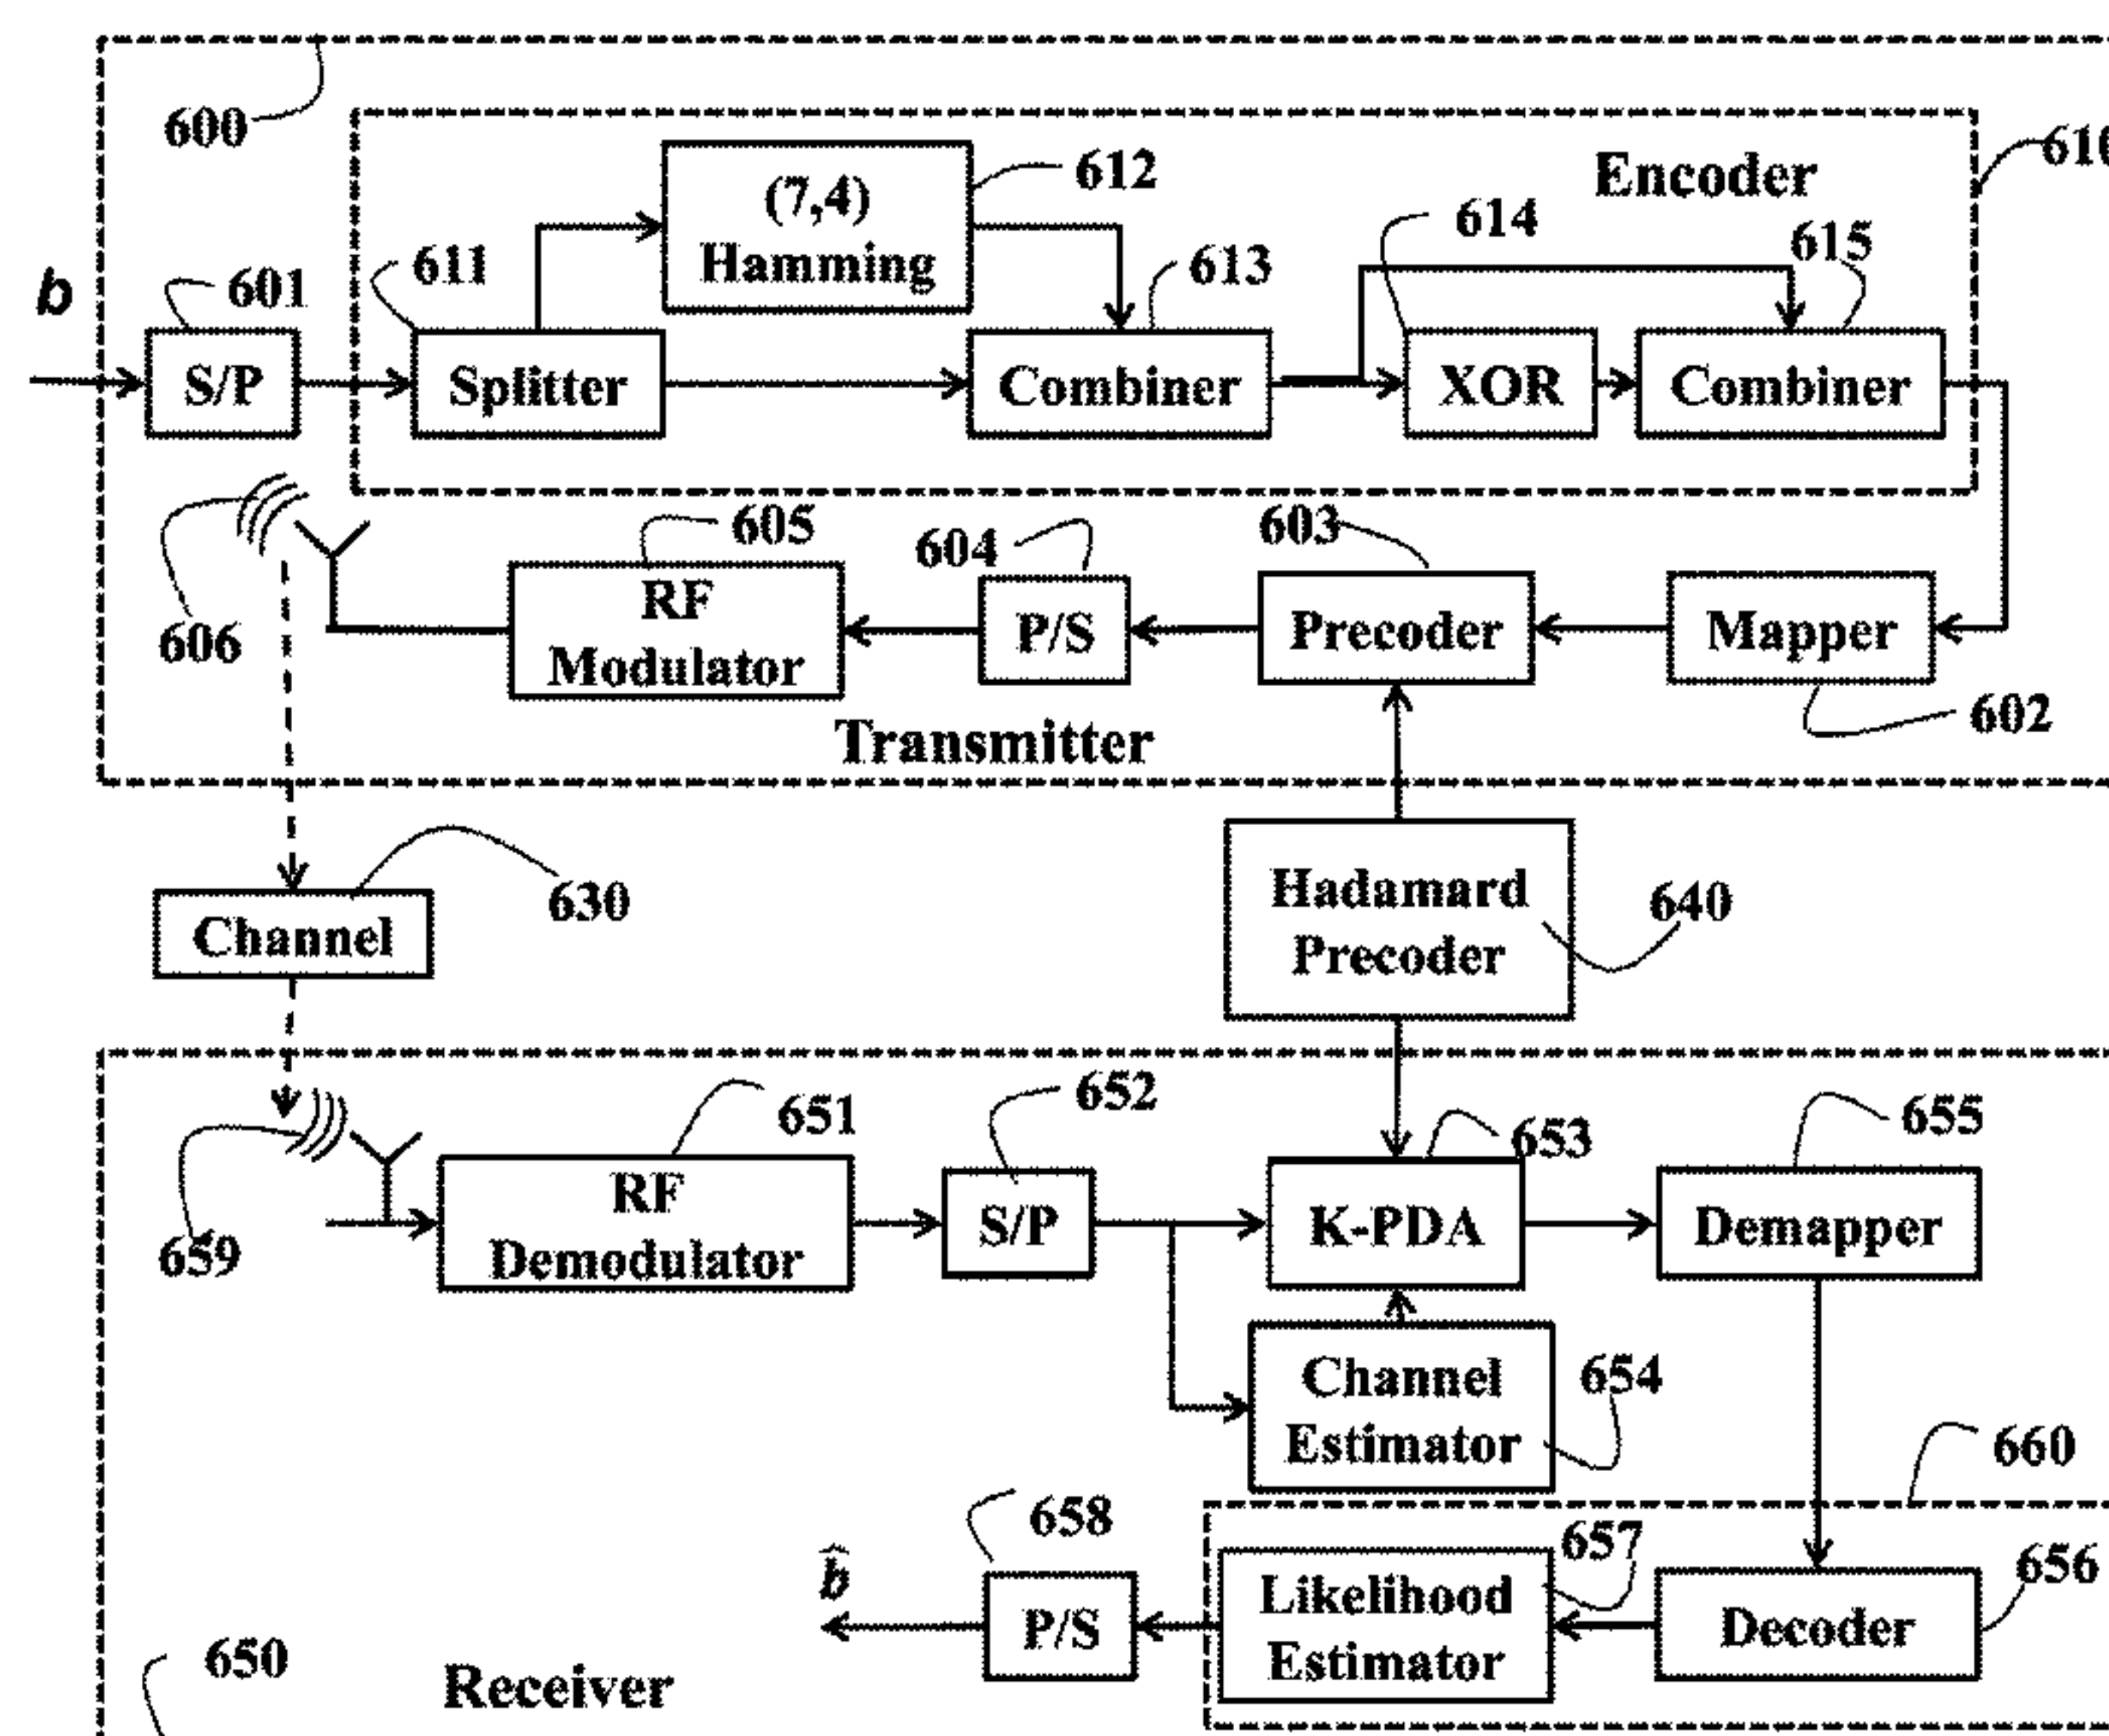 600
610
(7,4)
Hamming
612
Encoder
614
615
b
601
611
613
S/P
Splitter
Combiner
XOR
Combiner
605
604
603
606
RF
Modulator
P/S
Precoder
Mapper
602
Transmitter
Channel
630
Hadamard
Precoder
640
659
651
652
653
655
RF
Demodulator
S/P
K-PDA
Demapper
Channel
Estimator
654
660
658
657
656
b̂
P/S
Likelihood
Estimator
Decoder
650
Receiver